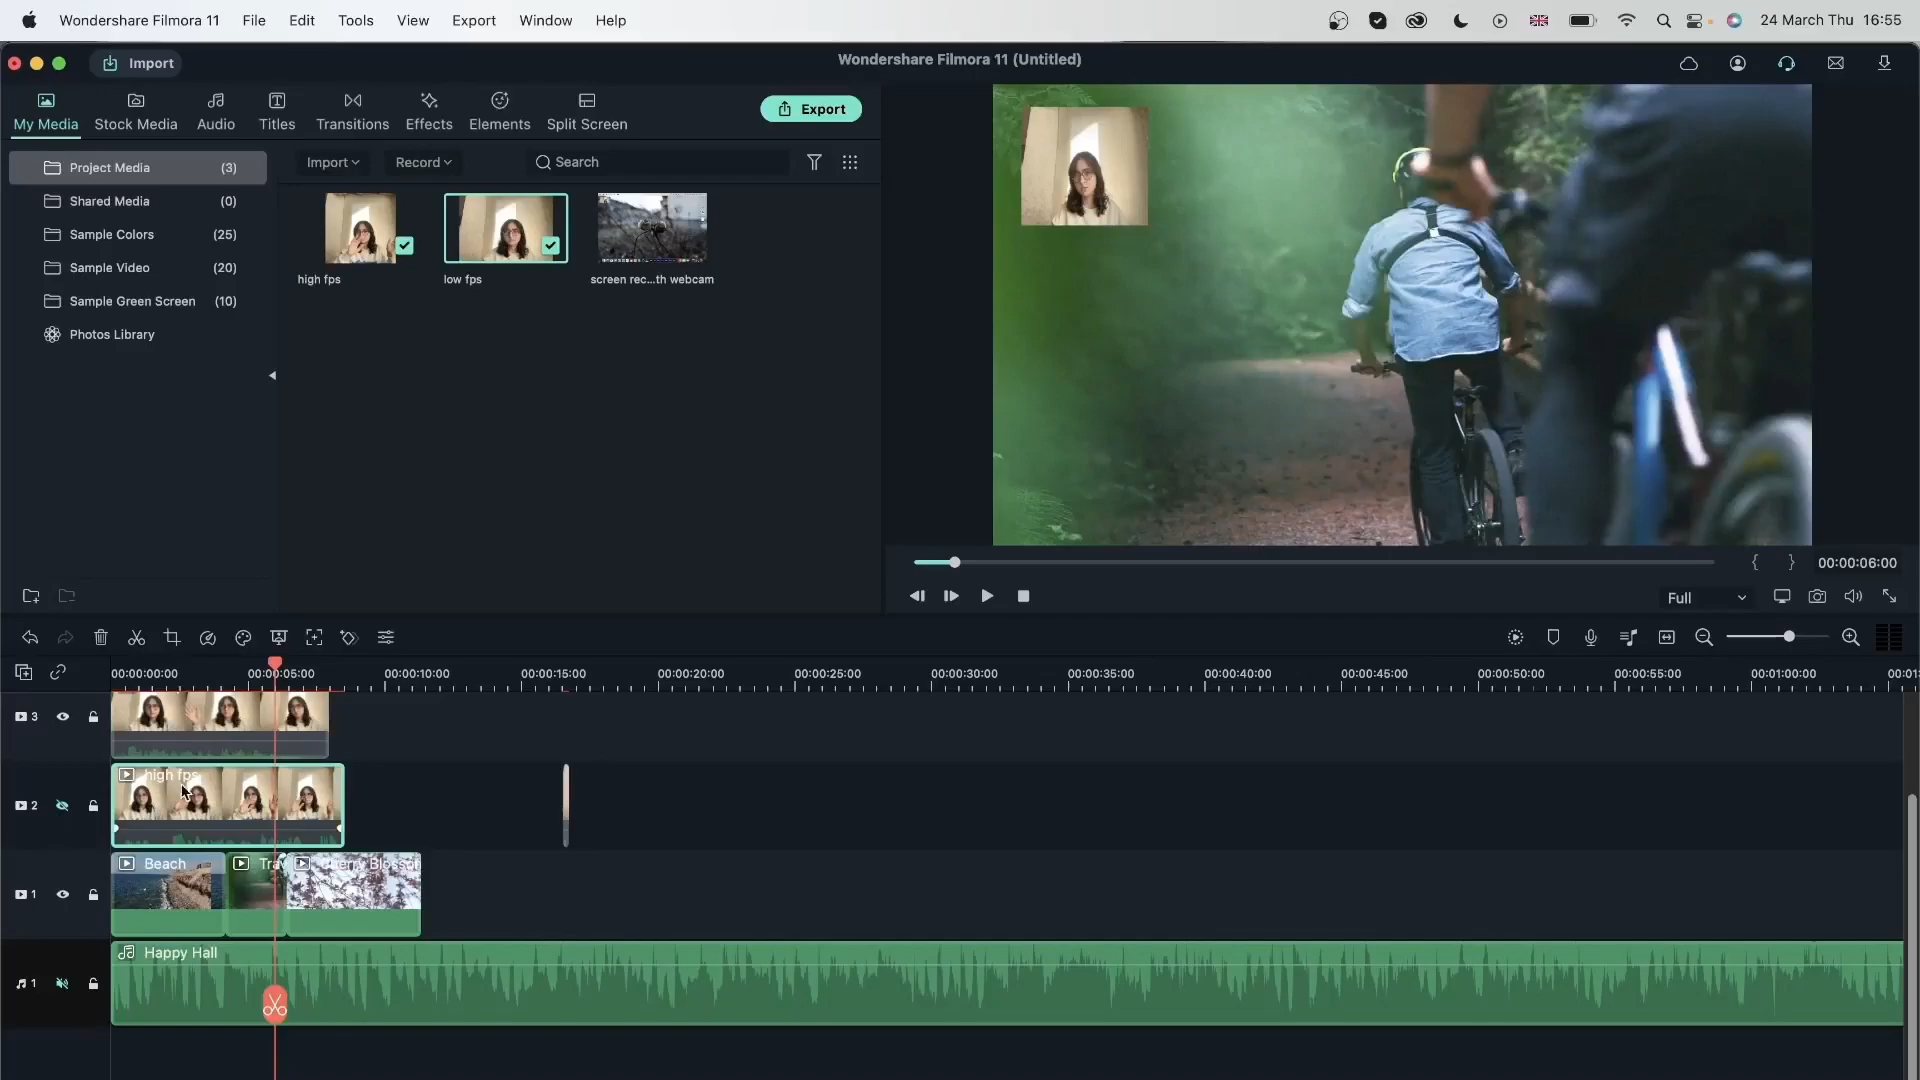 Wondershare Filmora 11 File Edit Tools View Export Window Help 24 March Thu 16:55
Import Wondershare Filmora 11 (Untitled)
My Media Stock Media Audio Titles Transitions Effects Elements Split Screen Export
Project Media (3)
Shared Media (0)
Sample Colors (25)
Sample Video (20)
Sample Green Screen (10)
Photos Library
Import Record Search
high fps low fps screen rec...th webcam
{ } 00:00:06:00
Full
00:00:00:00 00:00:05:00 00:00:10:00 00:00:15:00 00:00:20:00 00:00:25:00 00:00:30:00 00:00:35:00 00:00:40:00 00:00:45:00 00:00:50:00 00:00:55:00 00:01:00:00 00:01
3
2 high fps
1 Beach Tra
1 Happy Hall